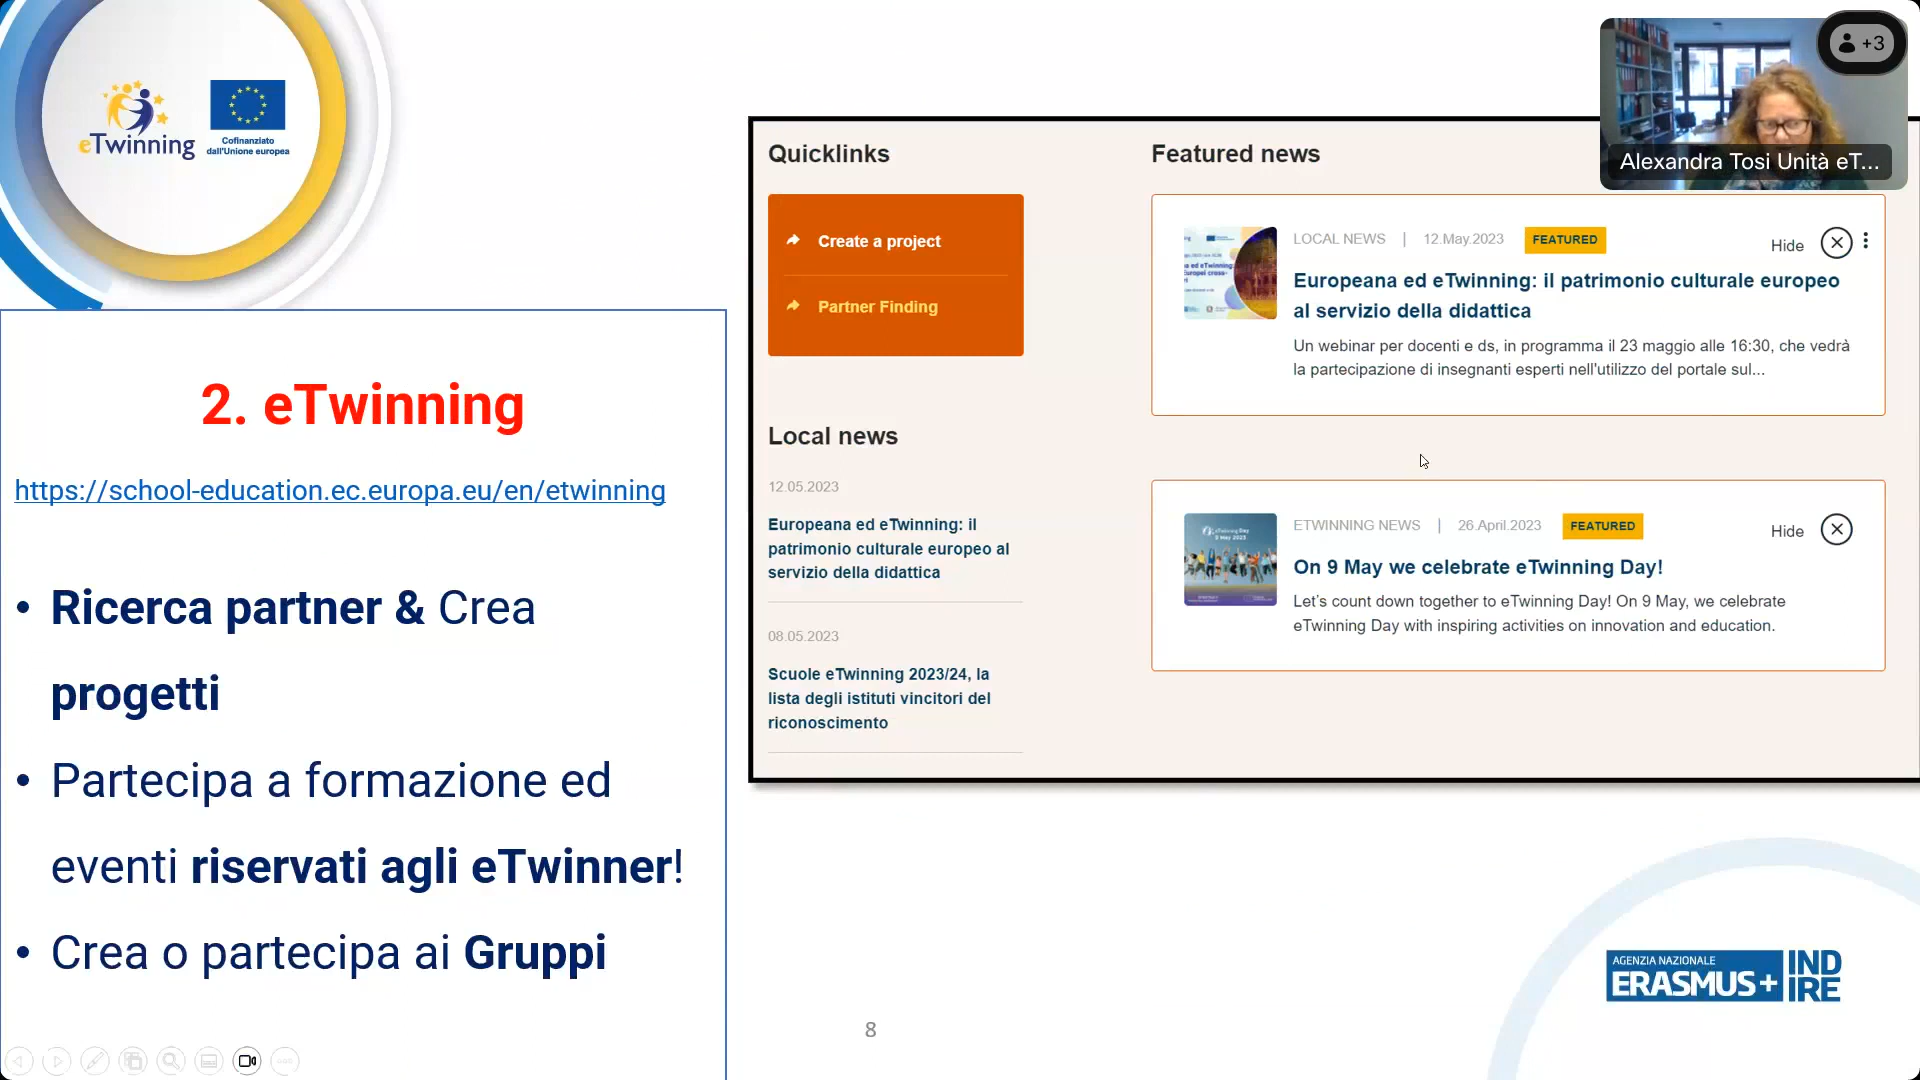 eTwinning
Cofinanziato
dall'Unione europea
2. eTwinning
https://school-education.ec.europa.eu/en/etwinning
• Ricerca partner & Crea
progetti
• Partecipa a formazione ed
eventi riservati agli eTwinner!
• Crea o partecipa ai Gruppi
Quicklinks
Create a project
Partner Finding
Local news
12.05.2023
Europeana ed eTwinning: il
patrimonio culturale europeo al
servizio della didattica
08.05.2023
Scuole eTwinning 2023/24, la
lista degli istituti vincitori del
riconoscimento
Featured news
LOCAL NEWS | 12.May.2023 FEATURED
Hide
Europeana ed eTwinning: il patrimonio culturale europeo
al servizio della didattica
Un webinar per docenti e ds, in programma il 23 maggio alle 16:30, che vedrà
la partecipazione di insegnanti esperti nell'utilizzo del portale sul...
ETWINNING NEWS | 26.April.2023 FEATURED
Hide
On 9 May we celebrate eTwinning Day!
Let's count down together to eTwinning Day! On 9 May, we celebrate
eTwinning Day with inspiring activities on innovation and education.
+3
Alexandra Tosi Unità eT...
AGENZIA NAZIONALE
ERASMUS+
IND
IRE
8